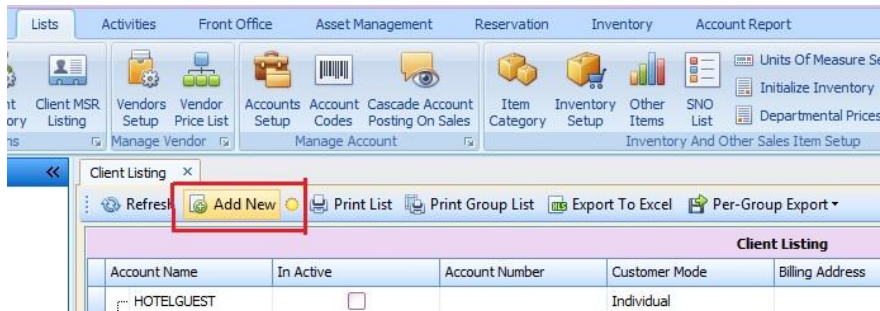 Lists Activities Front Office Asset Management Reservation Inventory Account Report
Client MSR Listing Vendors Setup Vendor Price List Accounts Setup Account Codes Cascade Account Posting On Sales Item Category Inventory Setup Other Items SNO List
Units Of Measure Se
Initialize Inventory
Departmental Prices
Manage Vendor Manage Account Inventory And Other Sales Item Setup
Client Listing
Refresh Add New Print List Print Group List Export To Excel Per-Group Export
Client Listing
Account Name In Active Account Number Customer Mode Billing Address
HOTELGUEST Individual